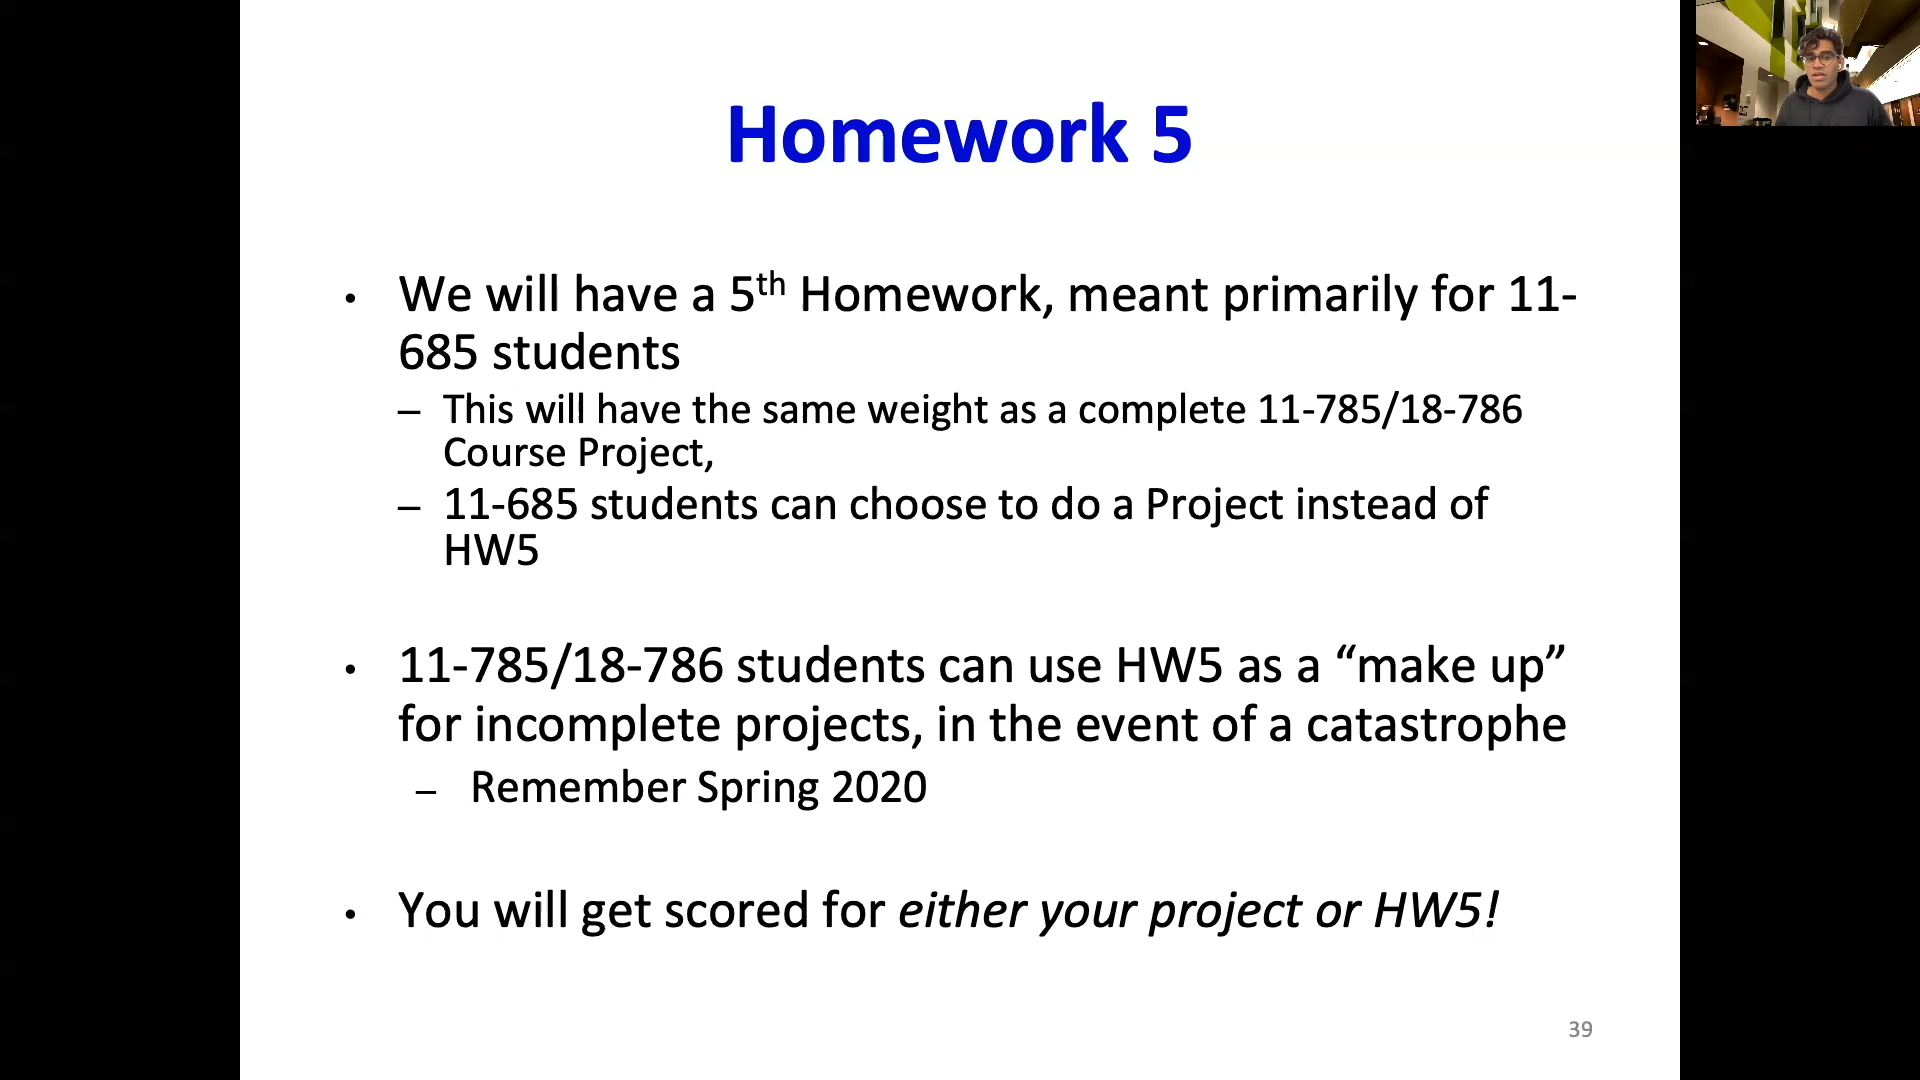 Homework 5
• We will have a 5th Homework, meant primarily for 11-
685 students
– This will have the same weight as a complete 11-785/18-786
Course Project,
– 11-685 students can choose to do a Project instead of
HW5
• 11-785/18-786 students can use HW5 as a “make up”
for incomplete projects, in the event of a catastrophe
– Remember Spring 2020
• You will get scored for either your project or HW5!
39